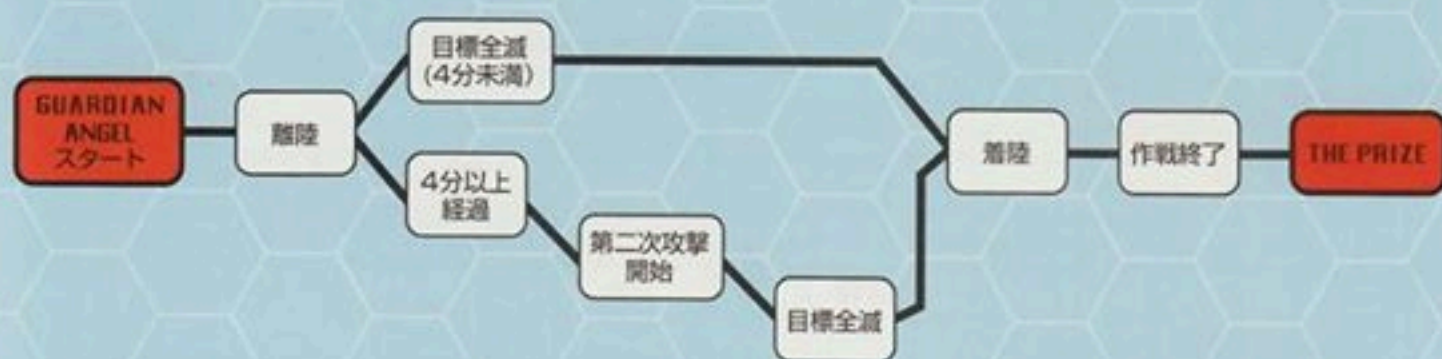 GUARDIAN
ANGEL
スタート
離陸
目標全滅
(4分未満)
4分以上
経過
第二次攻撃
開始
目標全滅
着陸
作戦終了
THE PRIZE